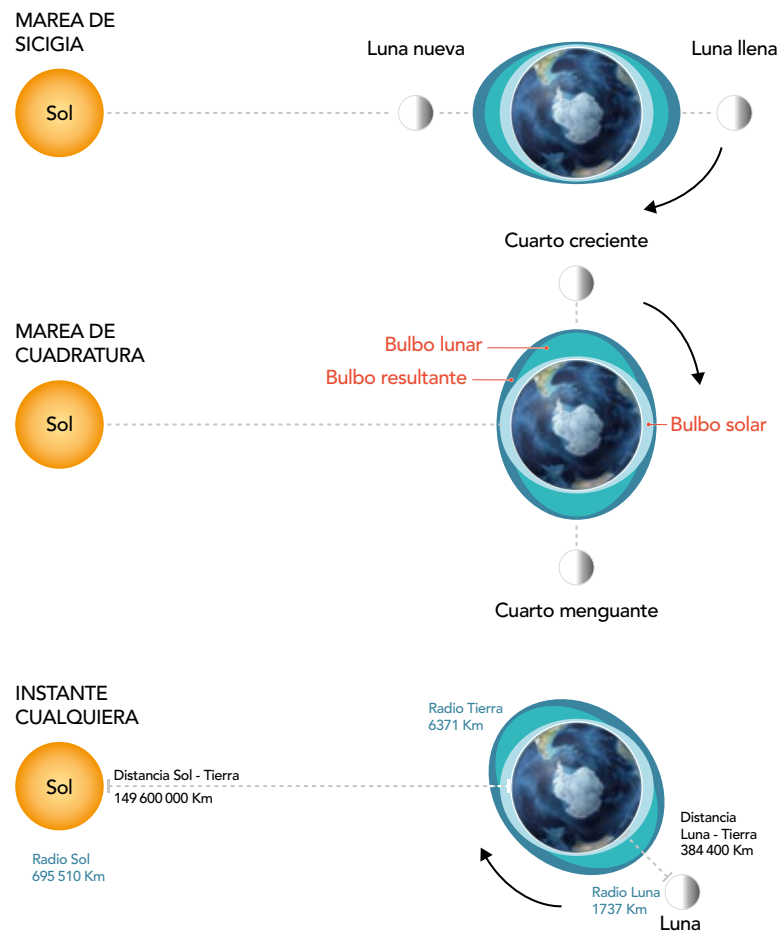 MAREA DE
SICIGIA
Luna nueva
Luna llena
Sol
Cuarto creciente
MAREA DE
CUADRATURA
Bulbo lunar
Bulbo resultante
Sol
Bulbo solar
Cuarto menguante
INSTANTE
CUALQUIERA
Radio Tierra
6371 Km
Sol
Distancia Sol - Tierra
149 600 000 Km
Distancia
Luna - Tierra
384 400 Km
Radio Sol
695 510 Km
Radio Luna
1737 Km
Luna